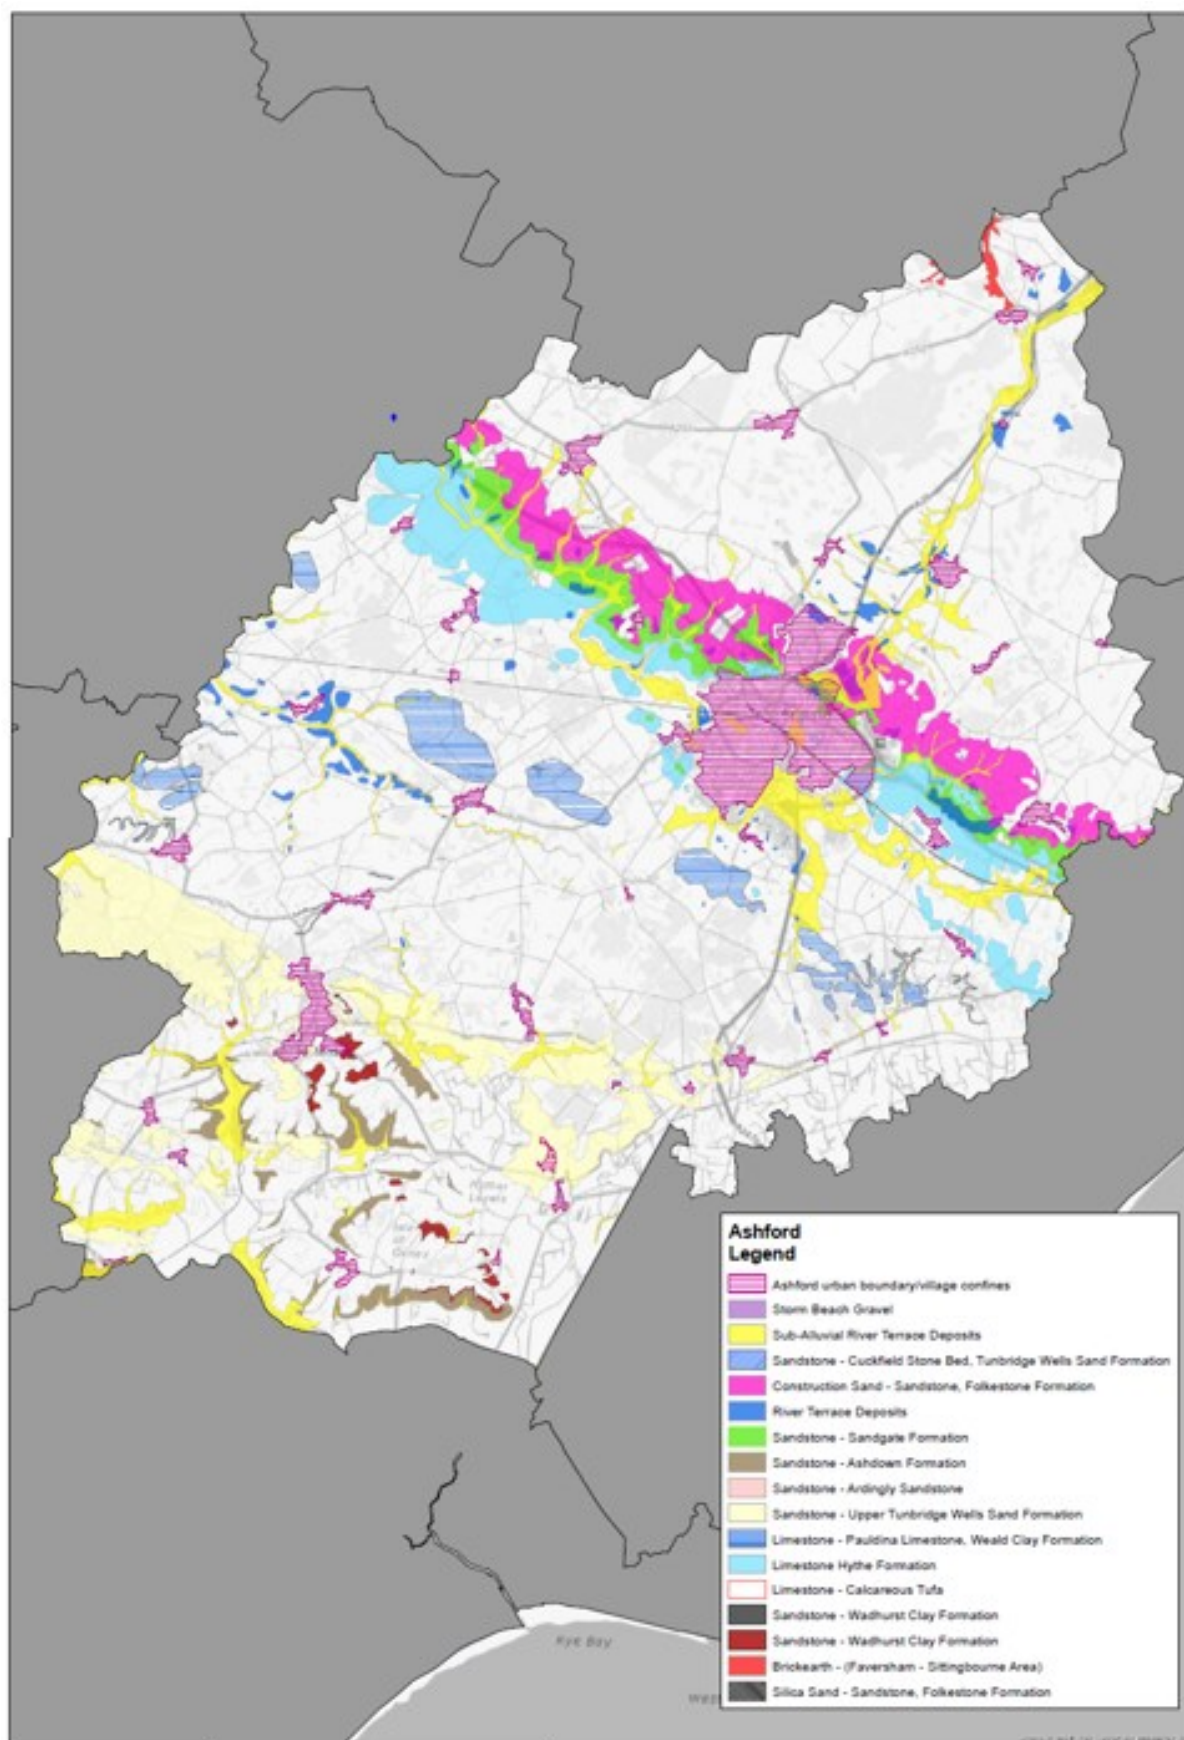 Ashford
Legend
Ashford urban boundary/village confines
Storm Beach Gravel
Sub-Alluvial River Terrace Deposits
Sandstone - Cuckfield Stone Bed, Tunbridge Wells Sand Formation
Construction Sand - Sandstone, Folkestone Formation
River Terrace Deposits
Sandstone - Sandgate Formation
Sandstone - Ashdown Formation
Sandstone - Ardingly Sandstone
Sandstone - Upper Tunbridge Wells Sand Formation
Limestone - Pauldina Limestone, Weald Clay Formation
Limestone Hythe Formation
Limestone - Calcareous Tufa
Sandstone - Wadhurst Clay Formation
Sandstone - Wadhurst Clay Formation
Brickearth - (Faversham - Sittingbourne Area)
Silica Sand - Sandstone, Folkestone Formation
Rye Bay